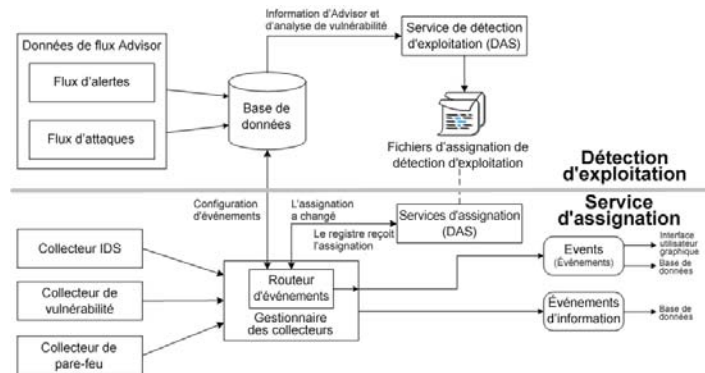 Information d'Advisor et
d'analyse de vulnérabilité
Données de flux Advisor
Flux d'alertes
Flux d'attaques
Base de
données
Service de détection
d'exploitation (DAS)
Fichiers d'assignation de
détection d'exploitation
Détection
d'exploitation
Service
d'assignation
Configuration
d'événements
L'assignation
a changé
Le registre reçoit
l'assignation
Services d'assignation
(DAS)
Collecteur IDS
Collecteur de
vulnérabilité
Collecteur de
pare-feu
Routeur
d'événements
Gestionnaire
des collecteurs
Events
(Événements)
Interface
utilisateur
graphique
Base de
données
Événements
d'information
Base de
données